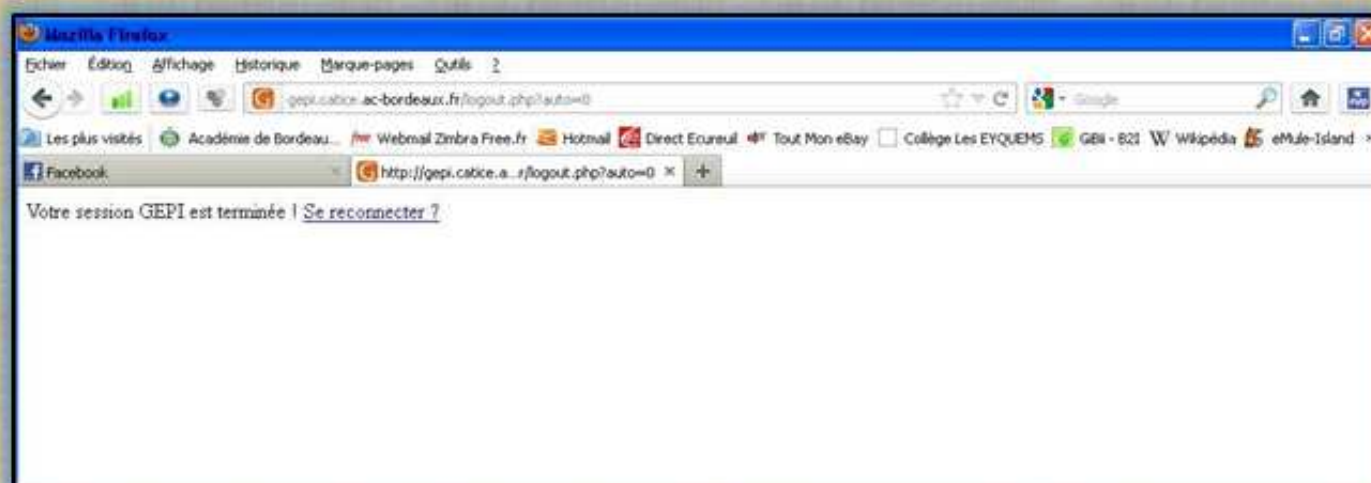 Mozilla Firefox
Fichier Édition Affichage Historique Marque-pages Outils ?
gepi.catice.ac-bordeaux.fr/logout.php?auto=0 Google
Les plus visités Académie de Bordeau... free Webmail Zimbra Free.fr Hotmail Direct Ecureuil Tout Mon eBay Collège Les EYQUEMS GiBii - B2I W Wikipédia eMule-Island »
Facebook × http://gepi.catice.a...r/logout.php?auto=0 × +
Votre session GEPI est terminée ! Se reconnecter ?